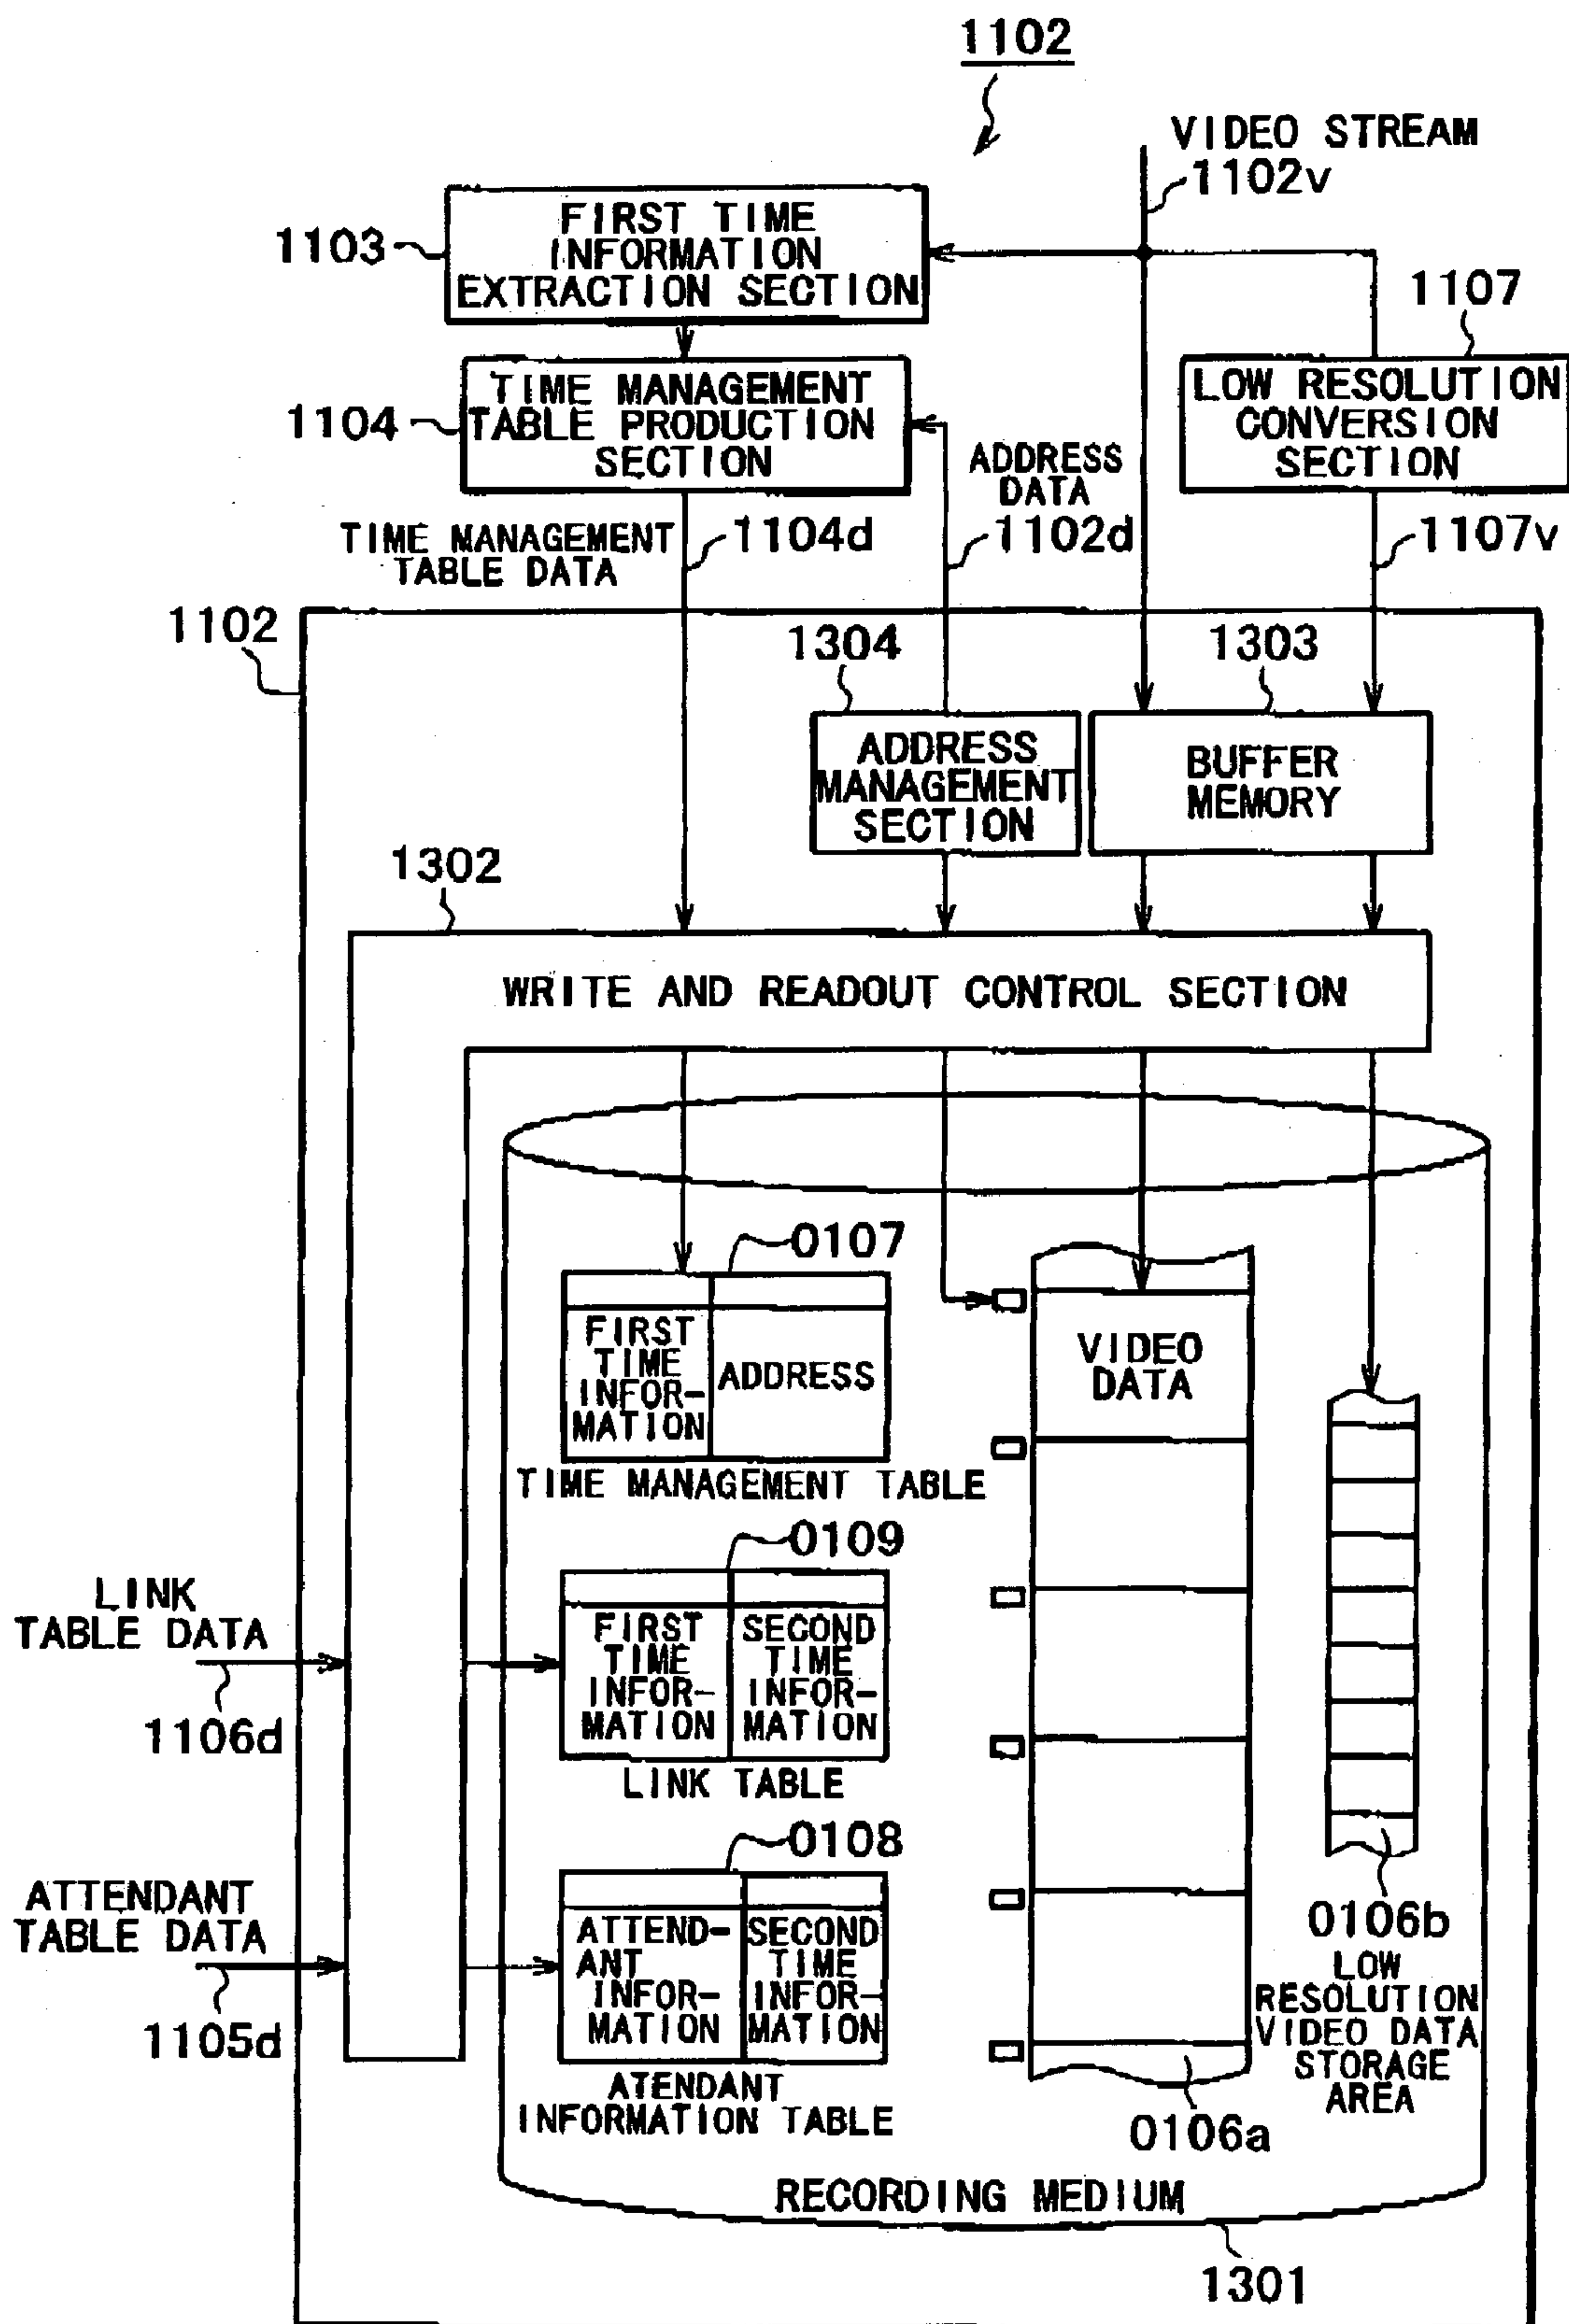 1102
VIDEO STREAM
1102v
1103
FIRST TIME
INFORMATION
EXTRACTION SECTION
1107
1104
TIME MANAGEMENT
TABLE PRODUCTION
SECTION
LOW RESOLUTION
CONVERSION
SECTION
ADDRESS
DATA
1102d
TIME MANAGEMENT
TABLE DATA
1104d
1107v
1102
1304
1303
ADDRESS
MANAGEMENT
SECTION
BUFFER
MEMORY
1302
WRITE AND READOUT CONTROL SECTION
0107
FIRST
TIME
INFOR-
MATION
ADDRESS
TIME MANAGEMENT TABLE
VIDEO
DATA
0109
LINK
TABLE DATA
1106d
FIRST
TIME
INFOR-
MATION
SECOND
TIME
INFOR-
MATION
LINK TABLE
0108
ATTENDANT
TABLE DATA
1105d
ATTEND-
ANT
INFOR-
MATION
SECOND
TIME
INFOR-
MATION
ATENDANT
INFORMATION TABLE
0106b
LOW
RESOLUTION
VIDEO DATA
STORAGE
AREA
0106a
RECORDING MEDIUM
1301